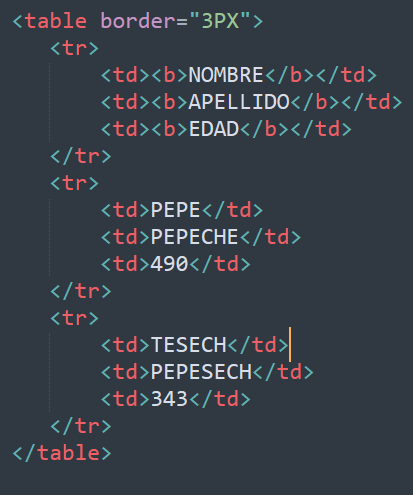 <table border="3PX">
<tr>
<td><b>NOMBRE</b></td>
<td><b>APELLIDO</b></td>
<td><b>EDAD</b></td>
</tr>
<tr>
<td>PEPE</td>
<td>PEPECHE</td>
<td>490</td>
</tr>
<tr>
<td>TESECH</td>
<td>PEPESECH</td>
<td>343</td>
</tr>
</table>